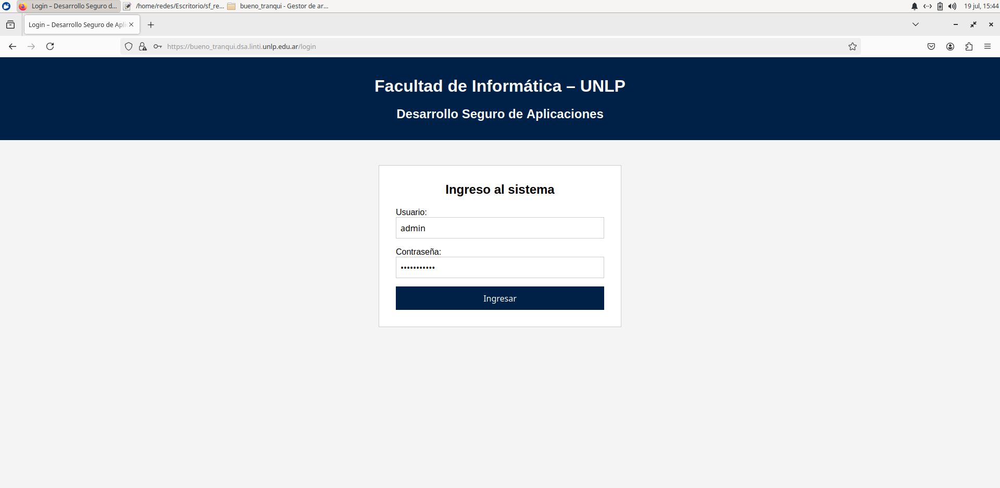 Login – Desarrollo Seguro d...
/home/redes/Escritorio/sf_re...
bueno_tranqui - Gestor de ar...
19 jul, 15:44
Login – Desarrollo Seguro de Apli
https://bueno_tranqui.dsa.linti.unlp.edu.ar/login
Facultad de Informática – UNLP
Desarrollo Seguro de Aplicaciones
Ingreso al sistema
Usuario:
admin
Contraseña:
•••••••••••
Ingresar